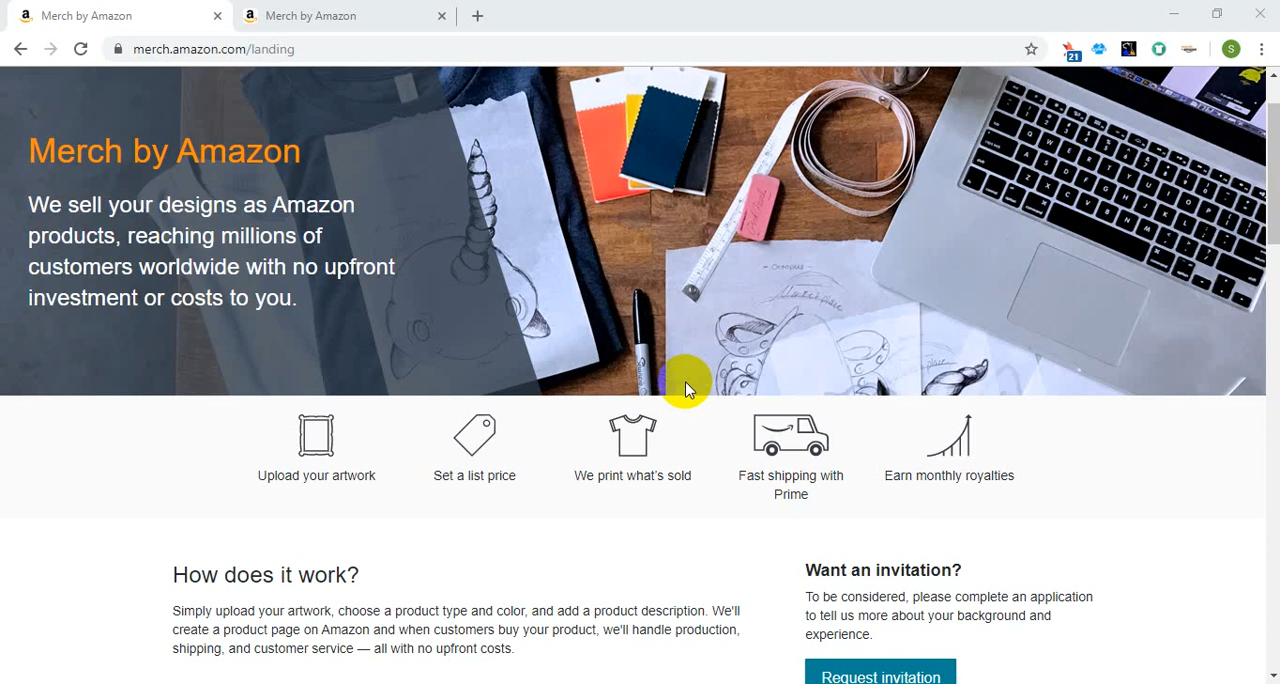 Merch by Amazon
Merch by Amazon
merch.amazon.com/landing
21
S
Merch by Amazon
We sell your designs as Amazon
products, reaching millions of
customers worldwide with no upfront
investment or costs to you.
Upload your artwork
Set a list price
We print what's sold
Fast shipping with
Prime
Earn monthly royalties
How does it work?
Simply upload your artwork, choose a product type and color, and add a product description. We'll
create a product page on Amazon and when customers buy your product, we'll handle production,
shipping, and customer service — all with no upfront costs.
Want an invitation?
To be considered, please complete an application
to tell us more about your background and
experience.
Request invitation